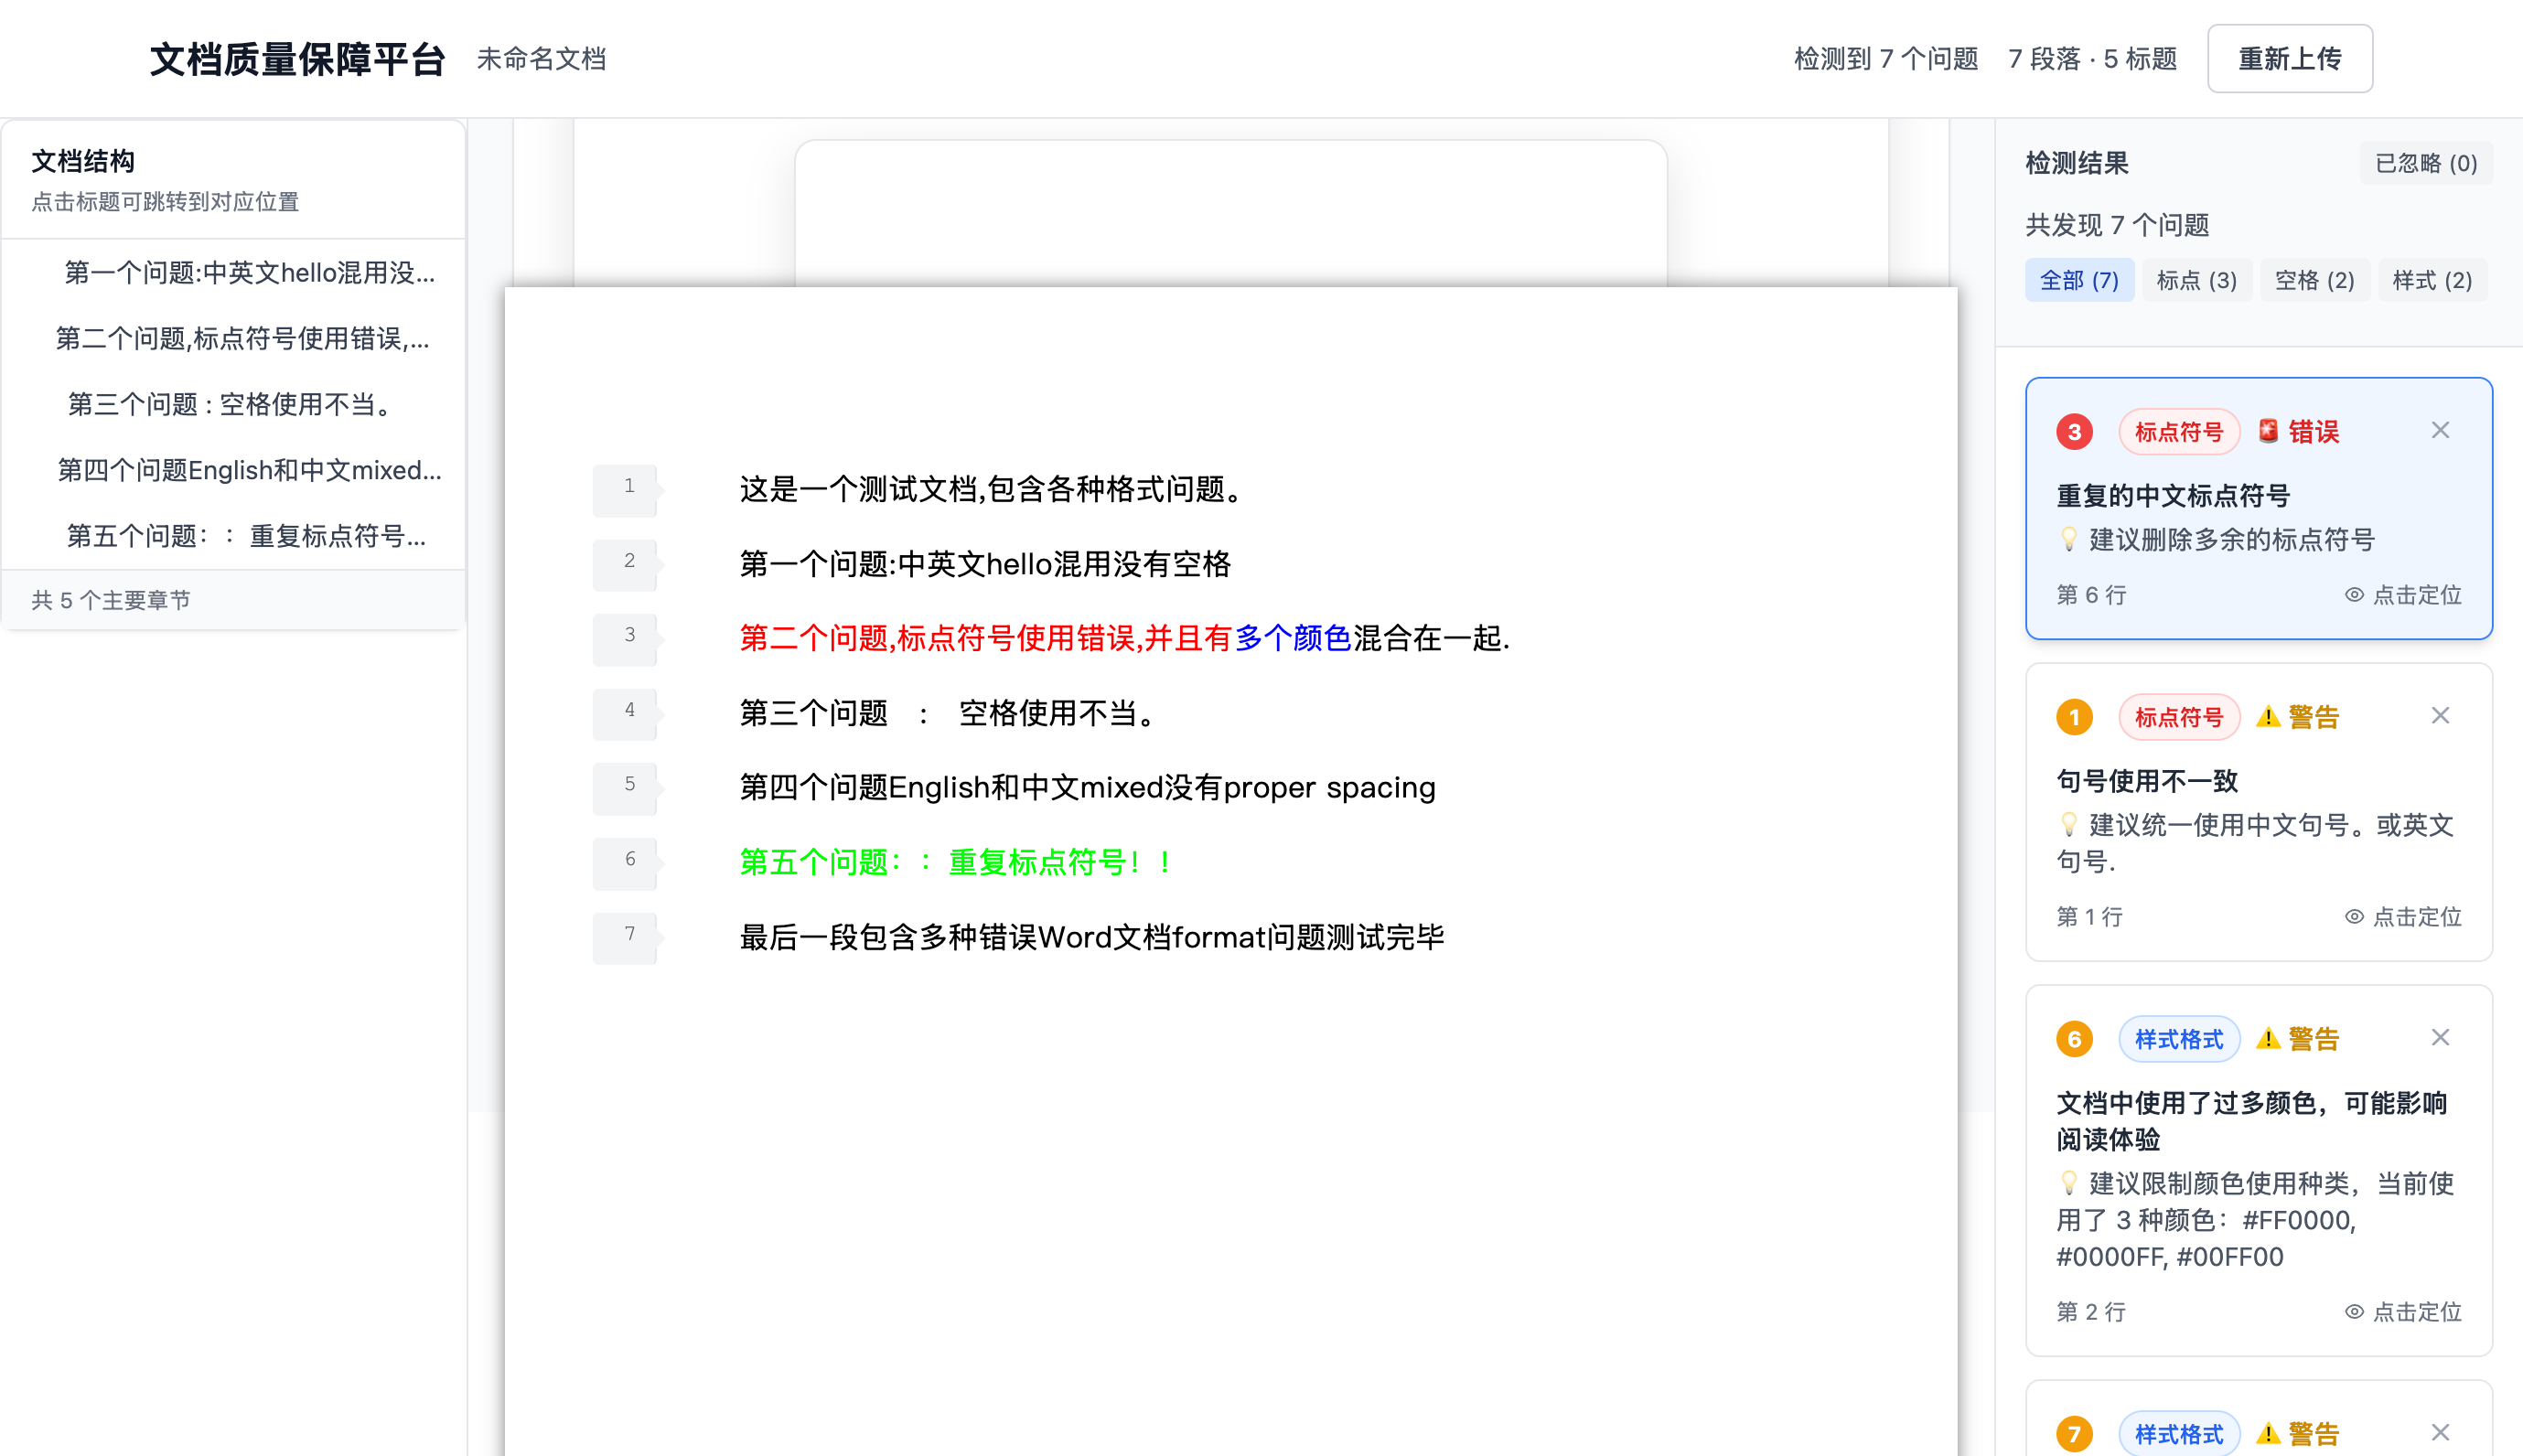 文档质量保障平台 未命名文档 检测到 7 个问题 7 段落 · 5 标题 重新上传
文档结构
点击标题可跳转到对应位置
第一个问题:中英文hello混用没...
第二个问题,标点符号使用错误,...
第三个问题 : 空格使用不当。
第四个问题English和中文mixed...
第五个问题：：重复标点符号...
共 5 个主要章节
1 这是一个测试文档,包含各种格式问题。
2 第一个问题:中英文hello混用没有空格
3 第二个问题,标点符号使用错误,并且有多个颜色混合在一起.
4 第三个问题 : 空格使用不当。
5 第四个问题English和中文mixed没有proper spacing
6 第五个问题：：重复标点符号！！
7 最后一段包含多种错误Word文档format问题测试完毕
检测结果 已忽略 (0)
共发现 7 个问题
全部 (7) 标点 (3) 空格 (2) 样式 (2)
3 标点符号 🚨 错误 ×
重复的中文标点符号
💡 建议删除多余的标点符号
第 6 行 点击定位
1 标点符号 ⚠️ 警告 ×
句号使用不一致
💡 建议统一使用中文句号。或英文
句号.
第 1 行 点击定位
6 样式格式 ⚠️ 警告 ×
文档中使用了过多颜色，可能影响
阅读体验
💡 建议限制颜色使用种类，当前使
用了 3 种颜色：#FF0000,
#0000FF, #00FF00
第 2 行 点击定位
7 样式格式 ⚠️ 警告 ×